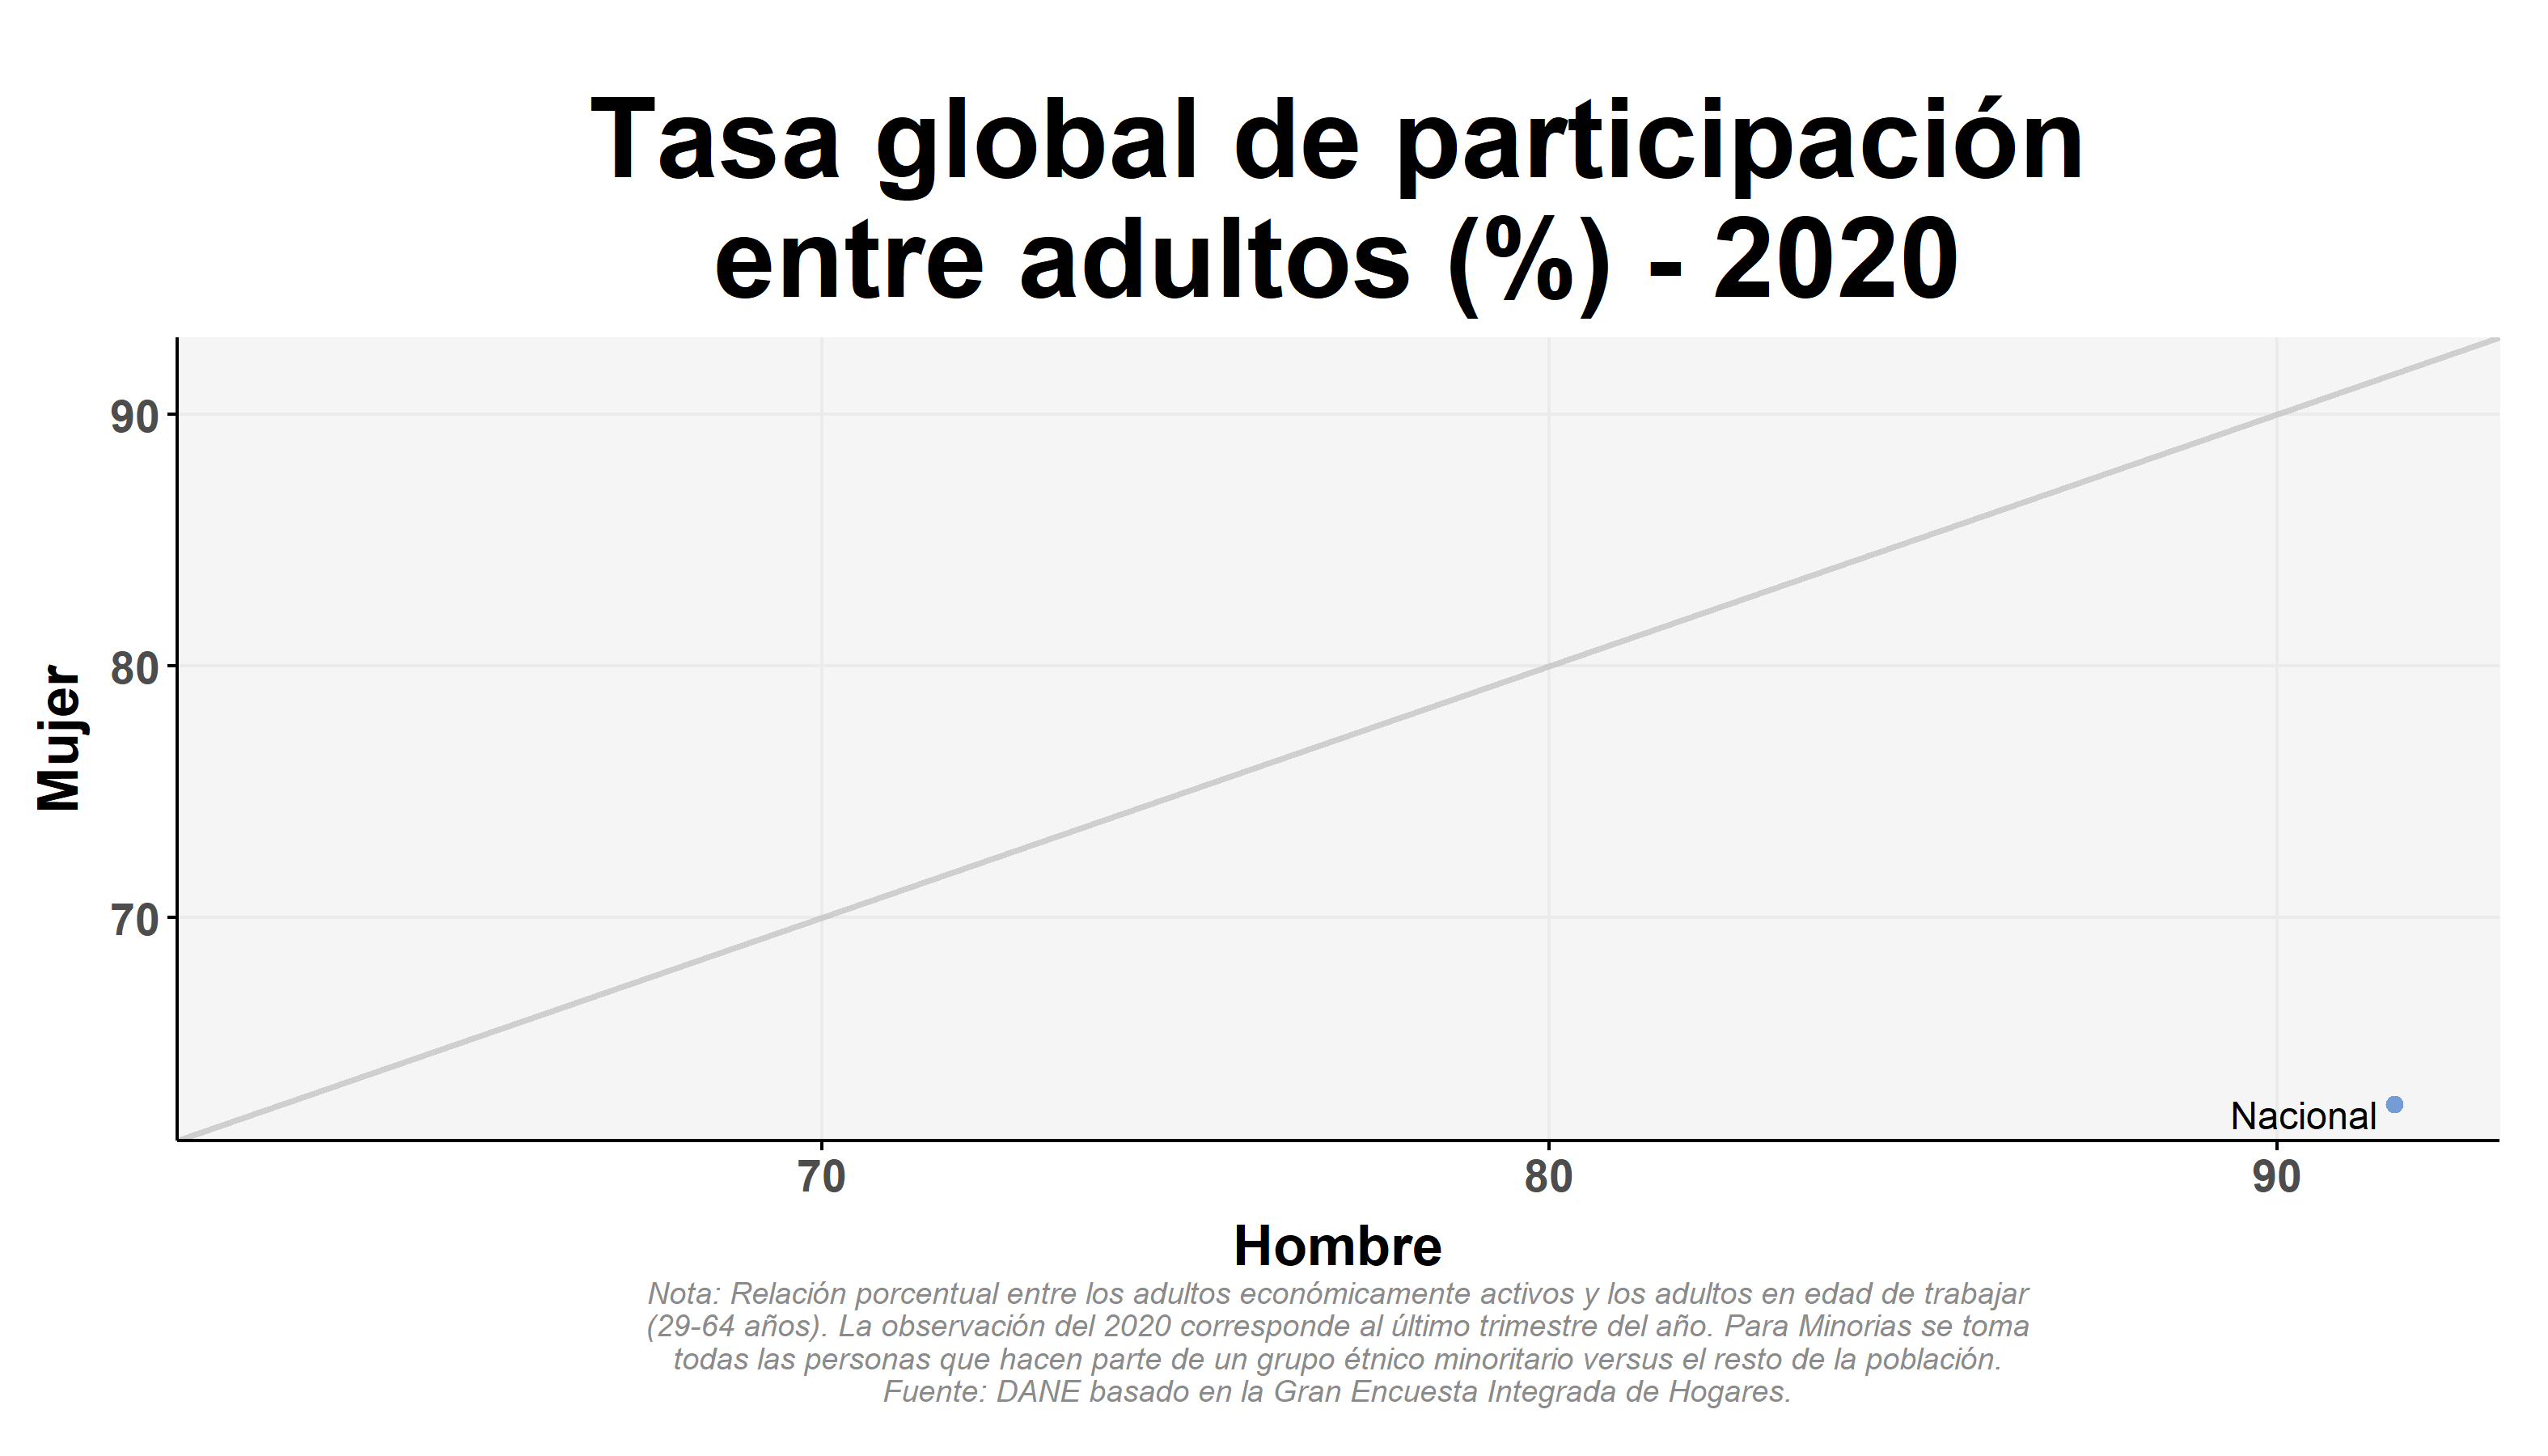 Tasa global de participación
entre adultos (%) - 2020
Mujer
90
80
70
Nacional
70
80
90
Hombre
Nota: Relación porcentual entre los adultos económicamente activos y los adultos en edad de trabajar
(29-64 años). La observación del 2020 corresponde al último trimestre del año. Para Minorias se toma
todas las personas que hacen parte de un grupo étnico minoritario versus el resto de la población.
Fuente: DANE basado en la Gran Encuesta Integrada de Hogares.